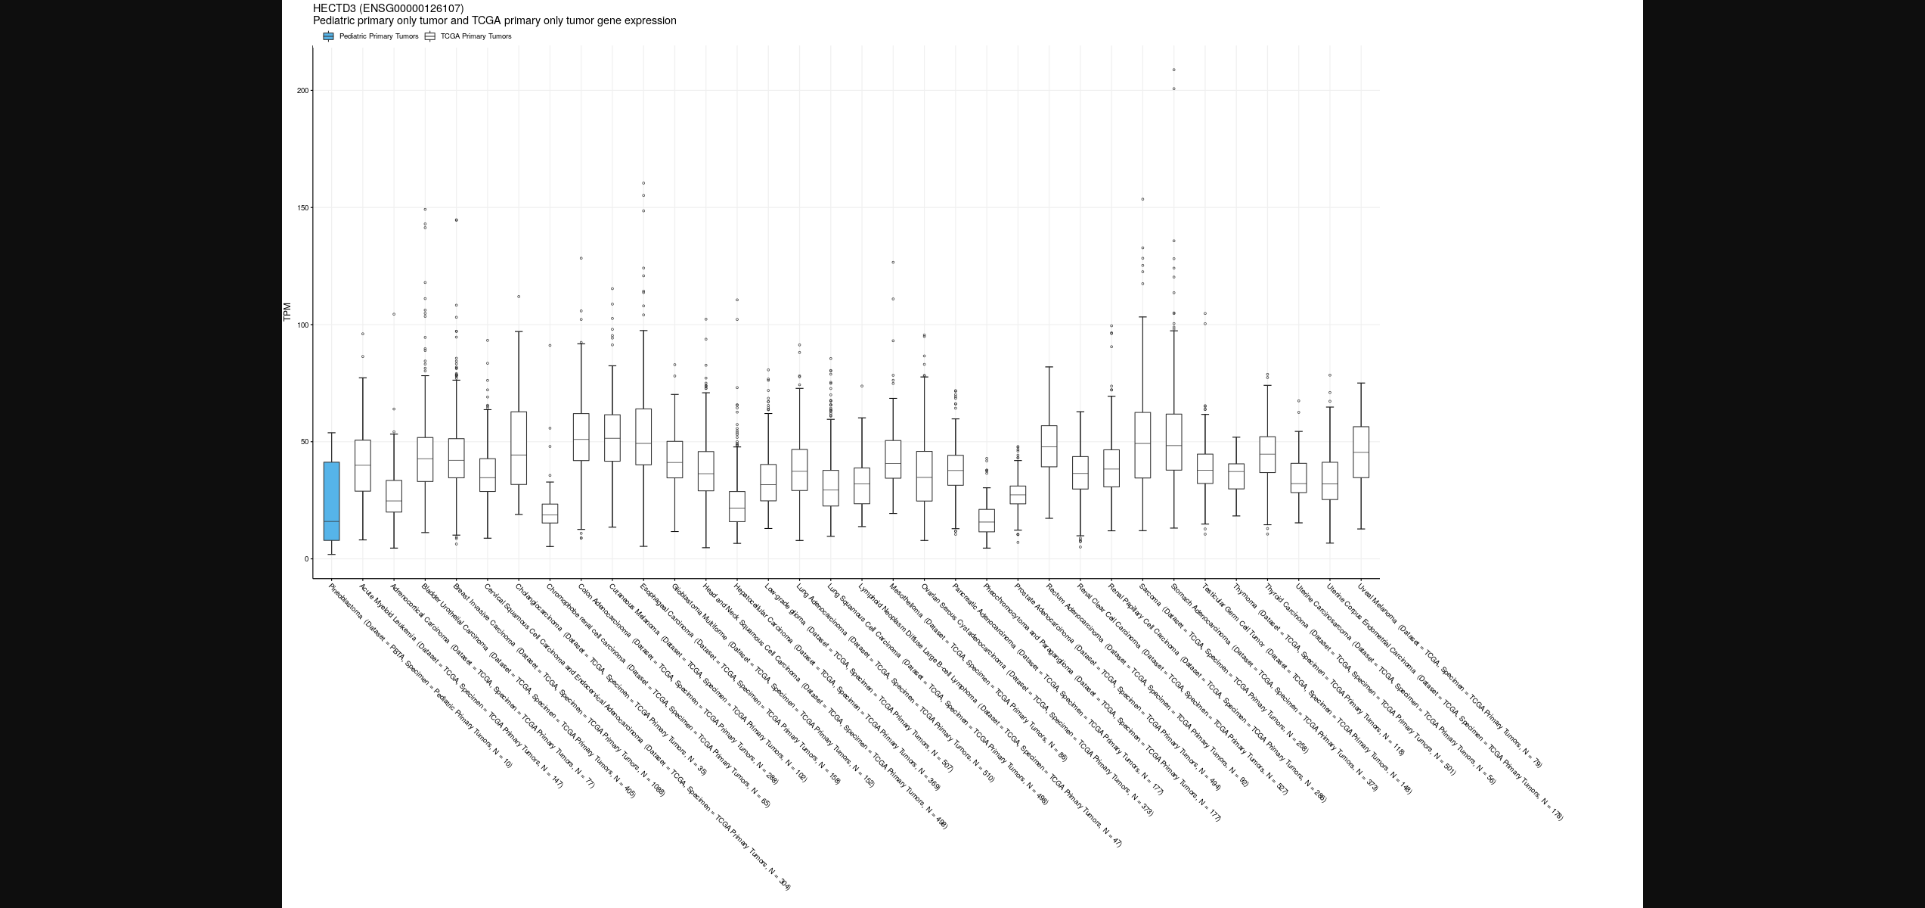 HECTD3 (ENSG00000126107)
Pediatric primary only tumor and TCGA primary only tumor gene expression
Pediatric Primary Tumors
TCGA Primary Tumors
TPM
200
150
100
50
0
Pineoblastoma (Dataset = PBTA, Specimen = Pediatric Primary Tumors, N = 10)
Acute Myeloid Leukemia (Dataset = TCGA, Specimen = TCGA Primary Tumors, N = 147)
Adrenocortical Carcinoma (Dataset = TCGA, Specimen = TCGA Primary Tumors, N = 77)
Bladder Urothelial Carcinoma (Dataset = TCGA, Specimen = TCGA Primary Tumors, N = 405)
Breast Invasive Carcinoma (Dataset = TCGA, Specimen = TCGA Primary Tumors, N = 1089)
Cervical Squamous Cell Carcinoma and Endocervical Adenocarcinoma (Dataset = TCGA, Specimen = TCGA Primary Tumors, N = 304)
Cholangiocarcinoma (Dataset = TCGA, Specimen = TCGA Primary Tumors, N = 35)
Chromophobe renal cell carcinoma (Dataset = TCGA, Specimen = TCGA Primary Tumors, N = 65)
Colon Adenocarcinoma (Dataset = TCGA, Specimen = TCGA Primary Tumors, N = 288)
Cutaneous Melanoma (Dataset = TCGA, Specimen = TCGA Primary Tumors, N = 102)
Esophageal Carcinoma (Dataset = TCGA, Specimen = TCGA Primary Tumors, N =
Glioblastoma Multiforme (Dataset = TCGA, Specimen = TCGA Primary Tumors, N = 152)
Head and Neck Squamous Cell Carcinoma (Dataset = TCGA, Specimen = TCGA Primary Tumors, N = 499)
Hepatocellular Carcinoma (Dataset = TCGA, Specimen = TCGA Primary Tumors, N = 369)
Low-grade glioma (Dataset = TCGA, Specimen = TCGA Primary Tumors, N = 507)
Lung Adenocarcinoma (Dataset = TCGA, Specimen = TCGA Primary Tumors, N = 510)
Lung Squamous Cell Carcinoma (Dataset = TCGA, Specimen = TCGA Primary Tumors, N = 496)
Lymphoid Neoplasm Diffuse Large B-cell Lymphoma (Dataset = TCGA, Specimen = TCGA Primary Tumors, N = 47)
Mesothelioma (Dataset = TCGA, Specimen = TCGA Primary Tumors, N =
Ovarian Serous Cystadenocarcinoma (Dataset = TCGA, Specimen = TCGA Primary Tumors, N = 373)
Pancreatic Adenocarcinoma (Dataset = TCGA, Specimen = TCGA Primary Tumors, N = 177)
Pheochromocytoma and Paraganglioma (Dataset = TCGA, Specimen = TCGA Primary Tumors, N = 177)
Prostate Adenocarcinoma (Dataset = TCGA, Specimen = TCGA Primary Tumors, N = 494)
Rectum Adenocarcinoma (Dataset = TCGA, Specimen = TCGA Primary Tumors, N = 92)
Renal Clear Cell Carcinoma (Dataset = TCGA, Specimen = TCGA Primary Tumors, N = 527)
Renal Papillary Cell Carcinoma (Dataset = TCGA, Specimen = TCGA Primary Tumors, N = 288)
Sarcoma (Dataset = TCGA, Specimen = TCGA Primary Tumors, N = 258)
Stomach Adenocarcinoma (Dataset = TCGA, Specimen = TCGA Primary Tumors, N = 373)
Testicular Germ Cell Tumor (Dataset = TCGA, Specimen = TCGA Primary Tumors, N = 148)
Thymoma (Dataset = TCGA, Specimen = TCGA Primary Tumors, N =
Thyroid Carcinoma (Dataset = TCGA, Specimen = TCGA Primary Tumors, N = 501)
Uterine Carcinosarcoma (Dataset = TCGA, Specimen = TCGA Primary Tumors, N = 56)
Uterine Corpus Endometrial Carcinoma (Dataset = TCGA, Specimen = TCGA Primary Tumors, N =
Uveal Melanoma (Dataset = TCGA, Specimen = TCGA Primary Tumors, N = 79)